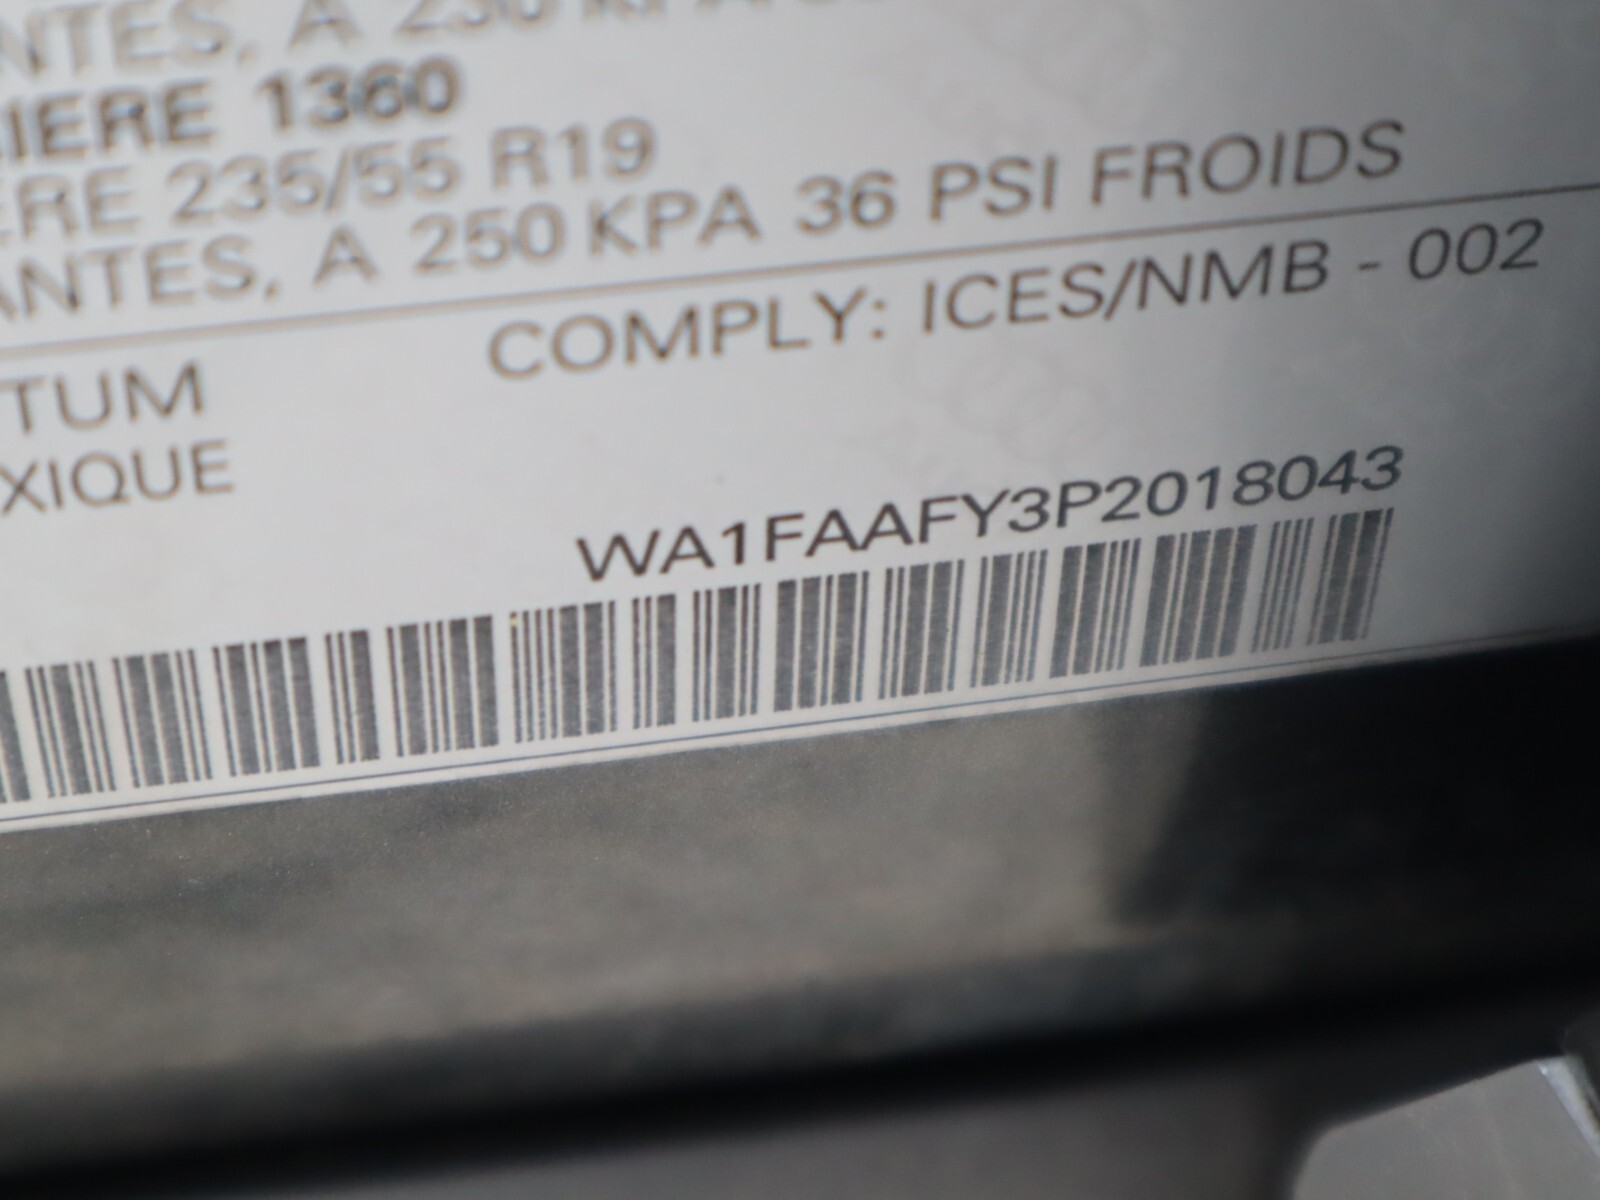 NTES, A 230 KPA
IERE 1360
ERE 235/55 R19
ANTES, A 250 KPA 36 PSI FROIDS
TUM COMPLY: ICES/NMB - 002
XIQUE
WA1FAAFY3P2018043